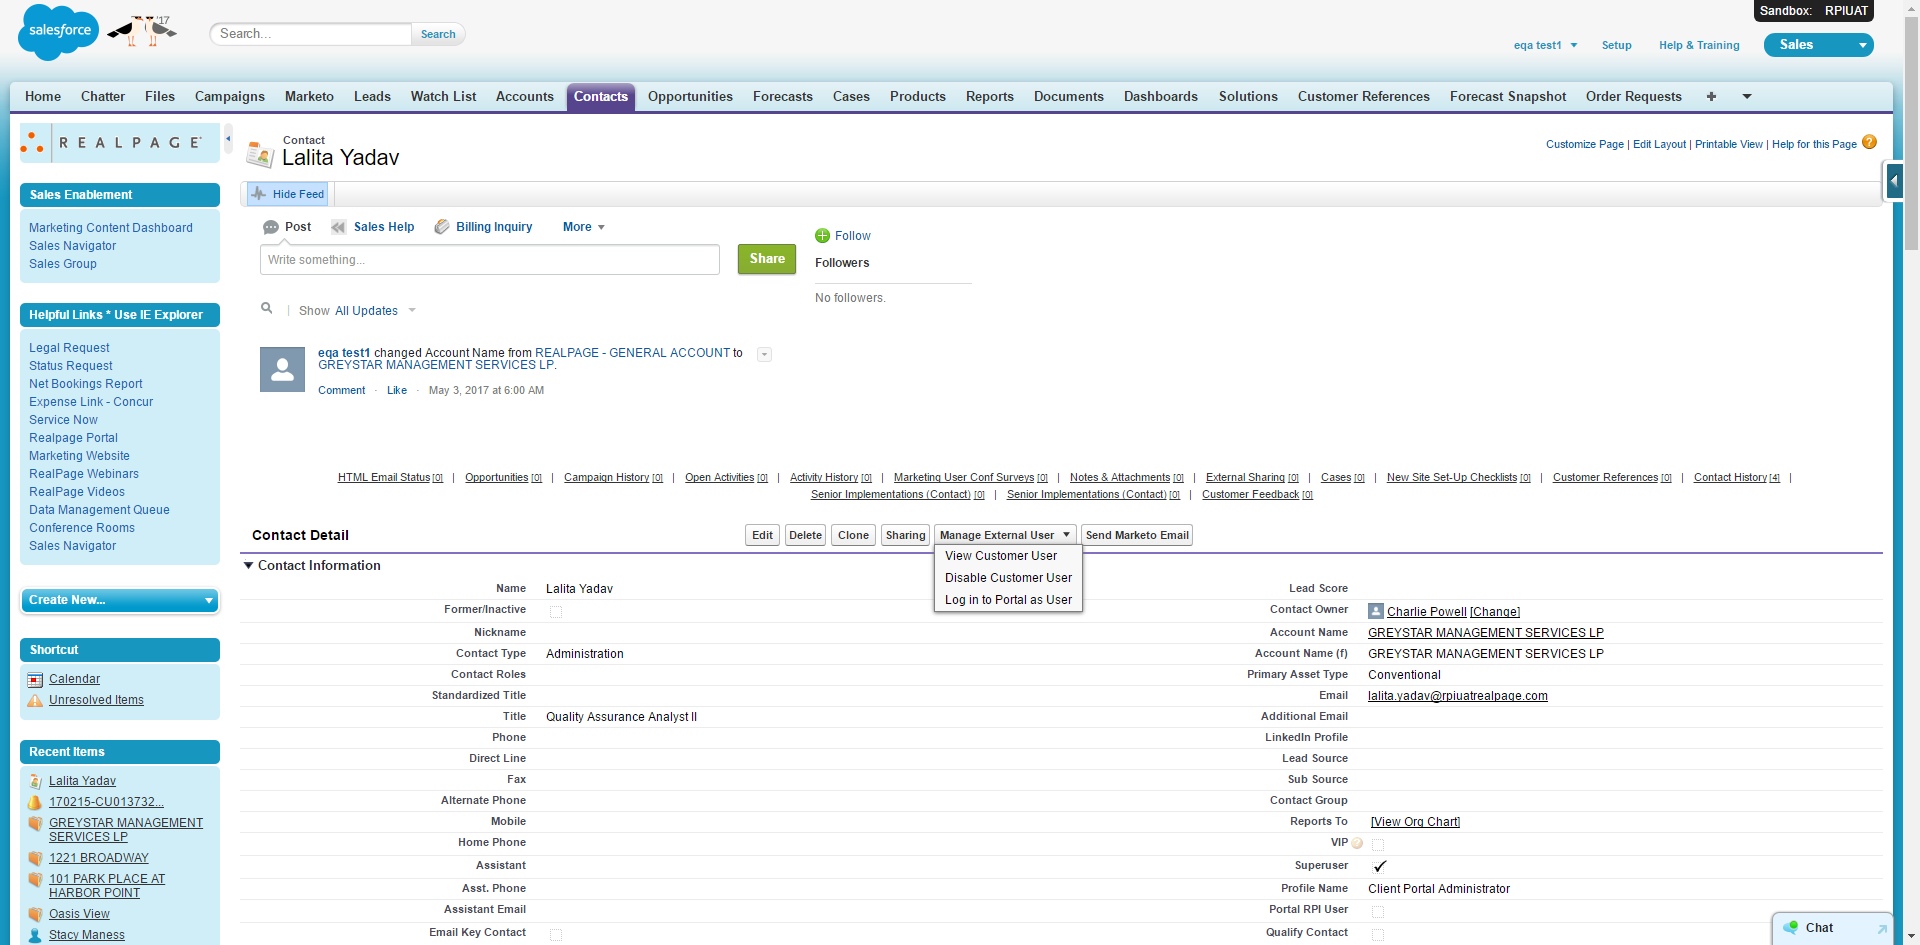 Sandbox: RPIUAT
salesforce
'17
Search...
Search
eqa test1
Setup
Help & Training
Sales
Home
Chatter
Files
Campaigns
Marketo
Leads
Watch List
Accounts
Contacts
Opportunities
Forecasts
Cases
Products
Reports
Documents
Dashboards
Solutions
Customer References
Forecast Snapshot
Order Requests
REALPAGE
Sales Enablement
Marketing Content Dashboard
Sales Navigator
Sales Group
Helpful Links * Use IE Explorer
Legal Request
Status Request
Net Bookings Report
Expense Link - Concur
Service Now
Realpage Portal
Marketing Website
RealPage Webinars
RealPage Videos
Data Management Queue
Conference Rooms
Sales Navigator
Create New...
Shortcut
Calendar
Unresolved Items
Recent Items
Lalita Yadav
170215-CU013732...
GREYSTAR MANAGEMENT
SERVICES LP
1221 BROADWAY
101 PARK PLACE AT
HARBOR POINT
Oasis View
Stacy Maness
Contact
Lalita Yadav
Customize Page | Edit Layout | Printable View | Help for this Page
Hide Feed
Post
Sales Help
Billing Inquiry
More
Write something...
Share
Follow
Followers
No followers.
Show All Updates
eqa test1 changed Account Name from REALPAGE - GENERAL ACCOUNT to
GREYSTAR MANAGEMENT SERVICES LP.
Comment · Like · May 3, 2017 at 6:00 AM
HTML Email Status [0] | Opportunities [0] | Campaign History [0] | Open Activities [0] | Activity History [0] | Marketing User Conf Surveys [0] | Notes & Attachments [0] | External Sharing [0] | Cases [0] | New Site Set-Up Checklists [0] | Customer References [0] | Contact History [4] |
Senior Implementations (Contact) [0] | Senior Implementations (Contact) [0] | Customer Feedback [0]
Contact Detail
Edit
Delete
Clone
Sharing
Manage External User
Send Marketo Email
View Customer User
Disable Customer User
Log in to Portal as User
Contact Information
Name Lalita Yadav
Former/Inactive
Nickname
Contact Type Administration
Contact Roles
Standardized Title
Title Quality Assurance Analyst II
Phone
Direct Line
Fax
Alternate Phone
Mobile
Home Phone
Assistant
Asst. Phone
Assistant Email
Email Key Contact
Lead Score
Contact Owner Charlie Powell [Change]
Account Name GREYSTAR MANAGEMENT SERVICES LP
Account Name (f) GREYSTAR MANAGEMENT SERVICES LP
Primary Asset Type Conventional
Email lalita.yadav@rpiuatrealpage.com
Additional Email
LinkedIn Profile
Lead Source
Sub Source
Contact Group
Reports To [View Org Chart]
VIP
Superuser
Profile Name Client Portal Administrator
Portal RPI User
Qualify Contact
Chat